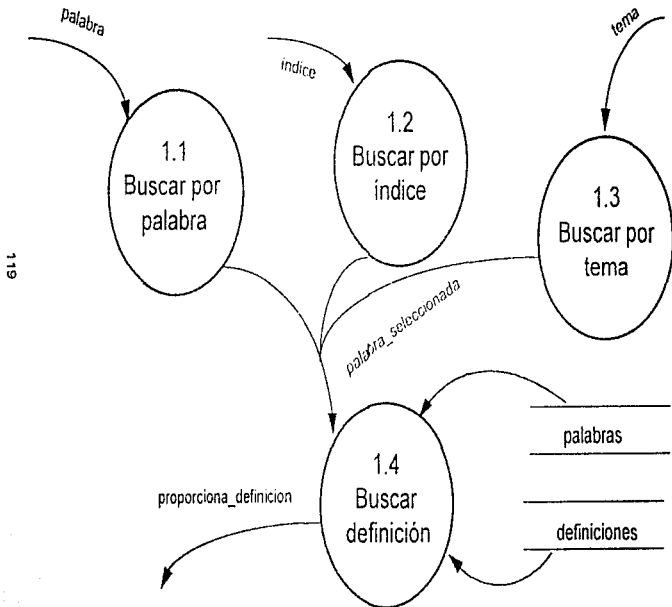 palabra
índice
tema
1.1
Buscar por
palabra
1.2
Buscar por
índice
1.3
Buscar por
tema
119
palabra_seleccionada
1.4
Buscar
definición
palabras
definiciones
proporciona_definicion